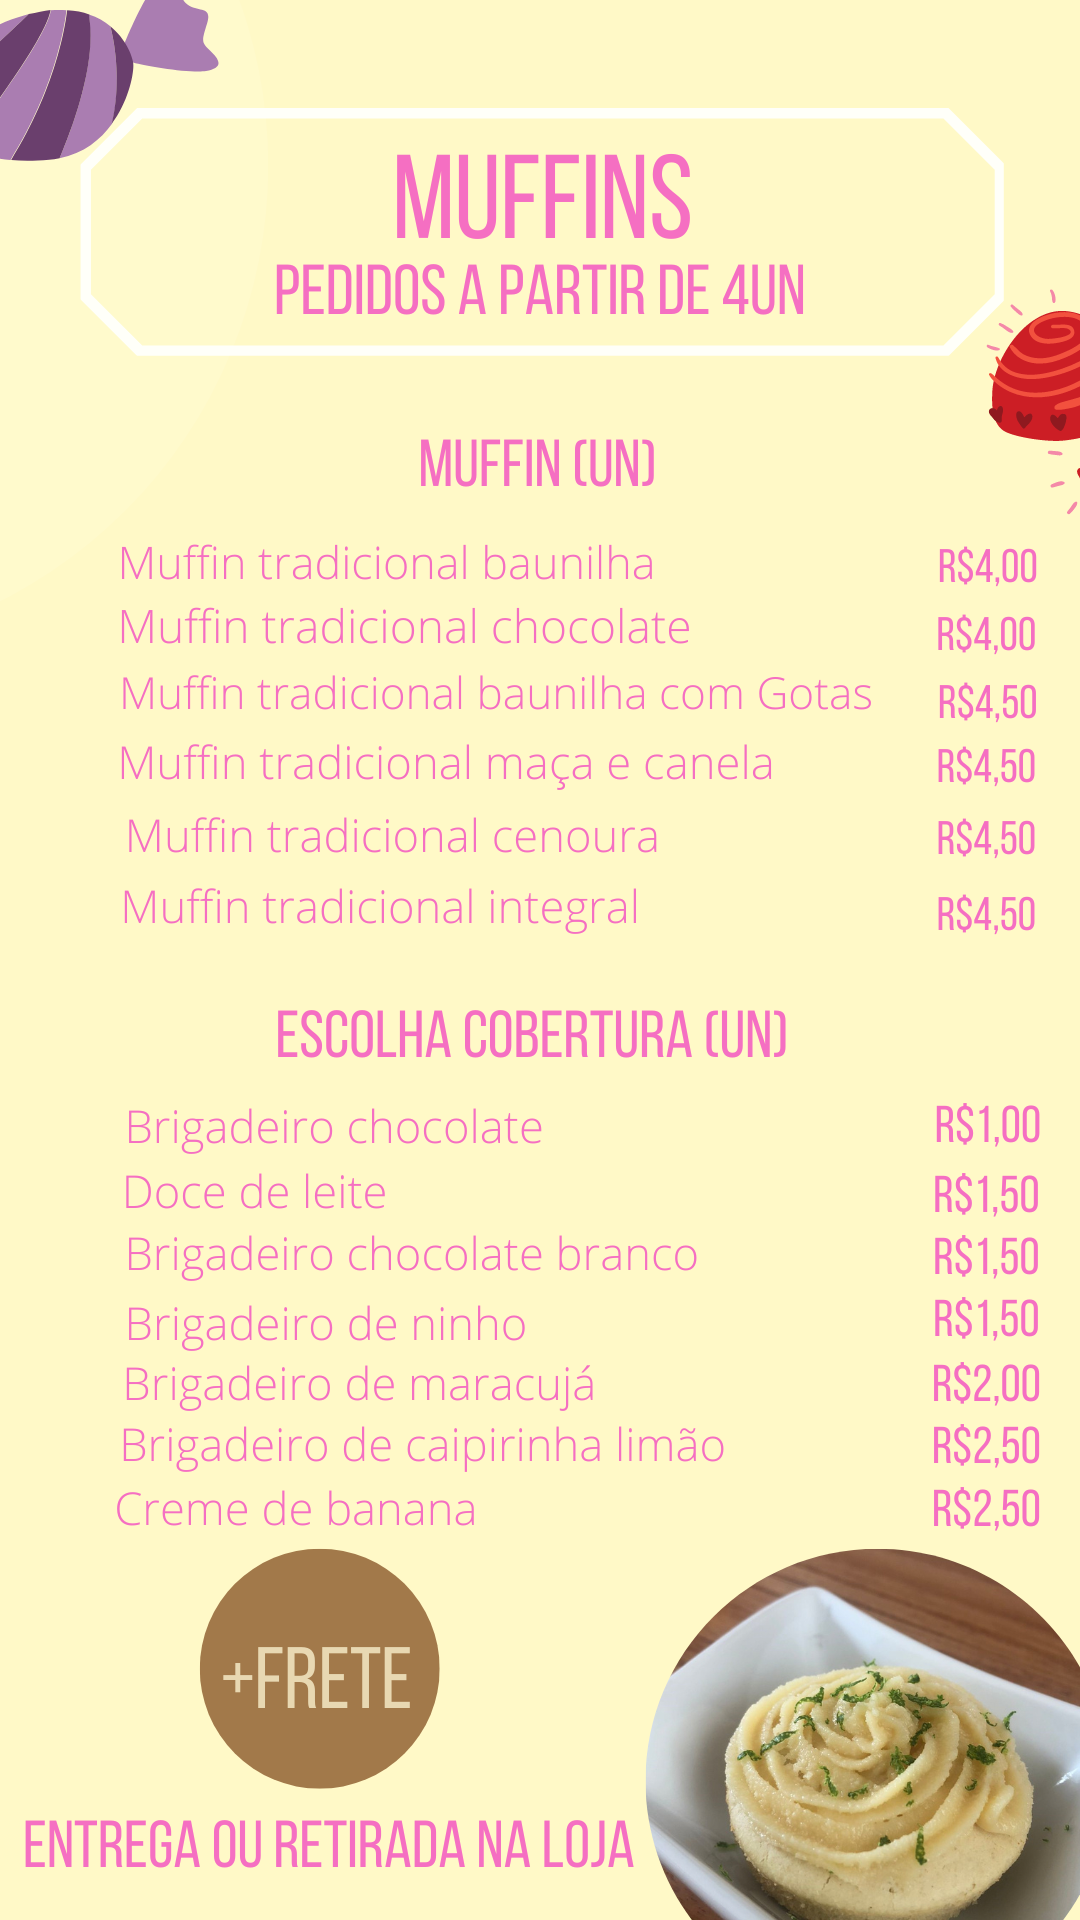 MUFFINS
PEDIDOS A PARTIR DE 4UN
MUFFIN (UN)
Muffin tradicional baunilha R$4,00
Muffin tradicional chocolate R$4,00
Muffin tradicional baunilha com Gotas R$4,50
Muffin tradicional maça e canela R$4,50
Muffin tradicional cenoura R$4,50
Muffin tradicional integral R$4,50
ESCOLHA COBERTURA (UN)
Brigadeiro chocolate R$1,00
Doce de leite R$1,50
Brigadeiro chocolate branco R$1,50
Brigadeiro de ninho R$1,50
Brigadeiro de maracujá R$2,00
Brigadeiro de caipirinha limão R$2,50
Creme de banana R$2,50
+FRETE
ENTREGA OU RETIRADA NA LOJA